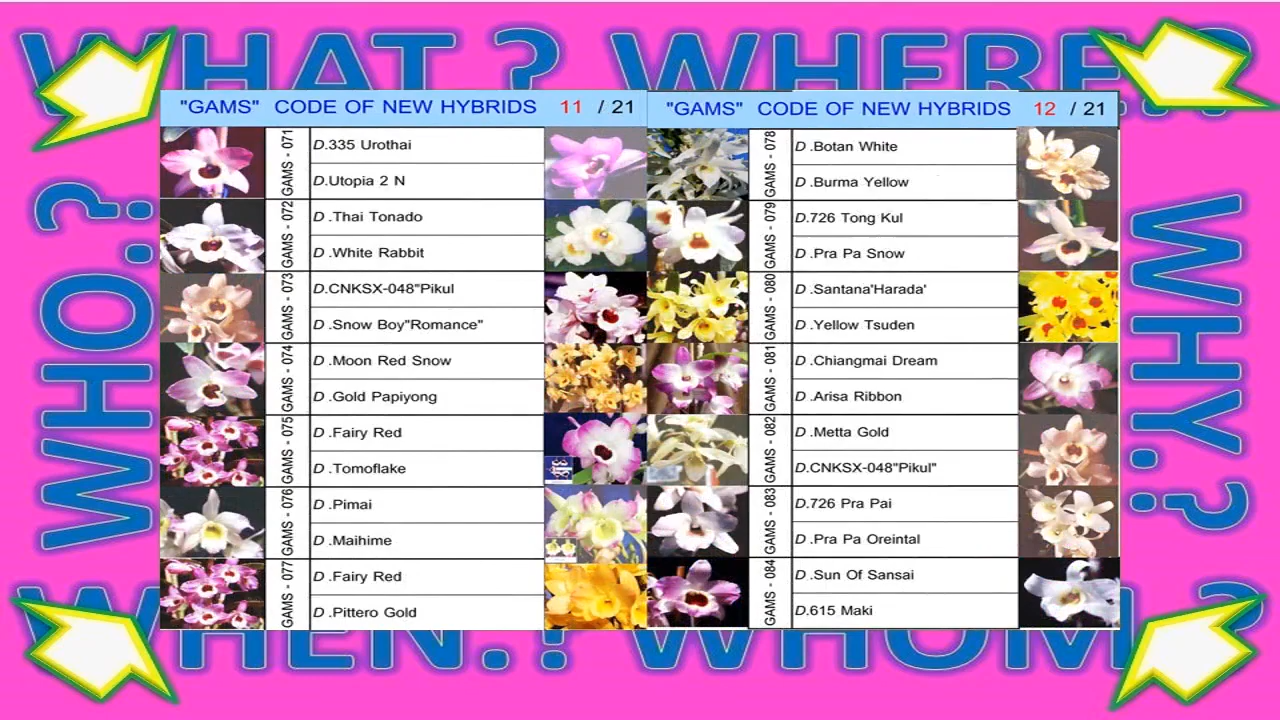 WHAT ? WHERE.?
WHO.?
WHY.?
WHEN.? WHOM ?
"GAMS" CODE OF NEW HYBRIDS 11 / 21
GAMS - 071
D.335 Urothai
D.Utopia 2 N
GAMS - 072
D .Thai Tonado
D .White Rabbit
GAMS - 073
D.CNKSX-048"Pikul
D .Snow Boy"Romance"
GAMS - 074
D .Moon Red Snow
D .Gold Papiyong
GAMS - 075
D .Fairy Red
D .Tomoflake
GAMS - 076
D .Pimai
D .Maihime
GAMS - 077
D .Fairy Red
D .Pittero Gold
"GAMS" CODE OF NEW HYBRIDS 12 / 21
GAMS - 078
D .Botan White
D .Burma Yellow
GAMS - 079
D.726 Tong Kul
D .Pra Pa Snow
GAMS - 080
D .Santana'Harada'
D .Yellow Tsuden
GAMS - 081
D .Chiangmai Dream
D .Arisa Ribbon
GAMS - 082
D .Metta Gold
D.CNKSX-048"Pikul"
GAMS - 083
D.726 Pra Pai
D .Pra Pa Oreintal
GAMS - 084
D .Sun Of Sansai
D.615 Maki